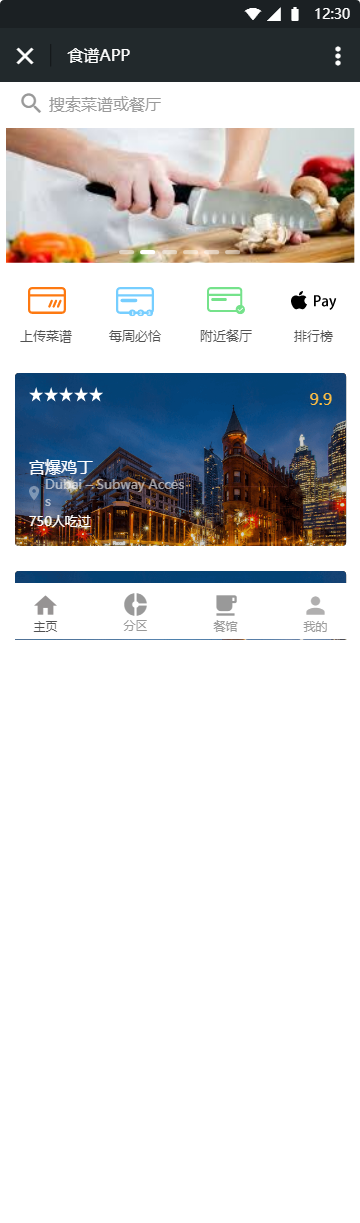 12:30
食谱APP
搜索菜谱或餐厅
上传菜谱
每周必恰
附近餐厅
Pay
排行榜
9.9
宫爆鸡丁
Dubai – Subway Acces
s
750人吃过
主页
分区
餐馆
我的